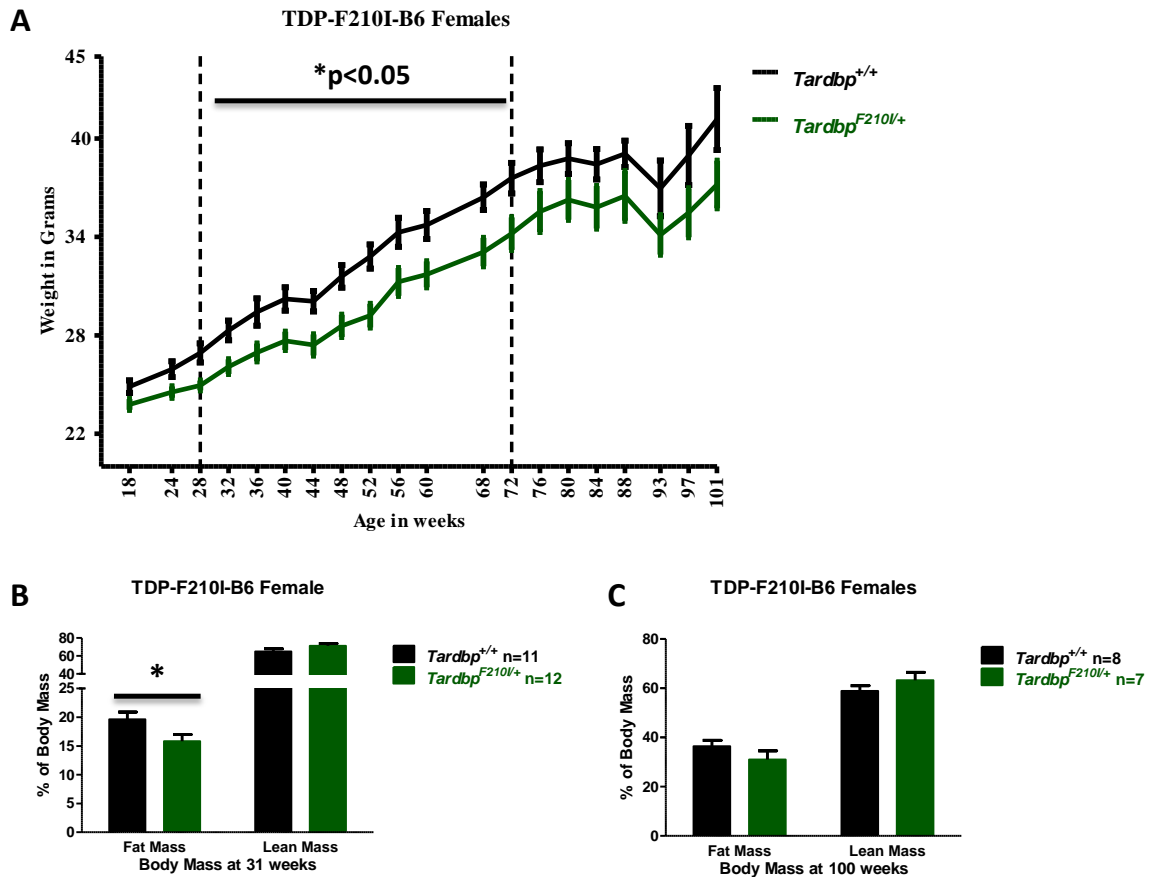 A
TDP-F210I-B6 Females
*p<0.05
Tardbp+/+
TardbpF210I/+
Weight in Grams
45
40
34
28
22
18 24 28 32 36 40 44 48 52 56 60 68 72 76 80 84 88 93 97 101
Age in weeks
B
TDP-F210I-B6 Female
% of Body Mass
80
60
40
25
20
15
10
5
0
*
Tardbp+/+ n=11
TardbpF210I/+ n=12
Fat Mass Lean Mass
Body Mass at 31 weeks
C
TDP-F210I-B6 Females
% of Body Mass
80
60
40
20
0
Tardbp+/+ n=8
TardbpF210I/+ n=7
Fat Mass Lean Mass
Body Mass at 100 weeks